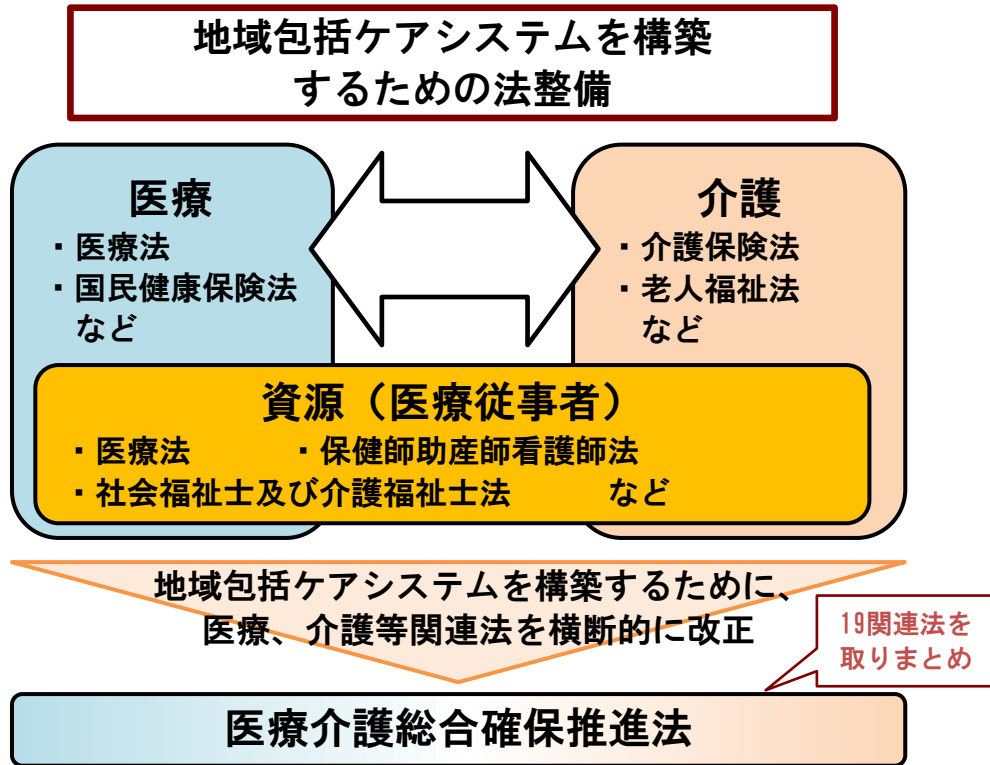 地域包括ケアシステムを構築
するための法整備
医療
・医療法
・国民健康保険法
など
介護
・介護保険法
・老人福祉法
など
資源（医療従事者）
・医療法　・保健師助産師看護師法
・社会福祉士及び介護福祉士法　など
地域包括ケアシステムを構築するために、
医療、介護等関連法を横断的に改正
19関連法を
取りまとめ
医療介護総合確保推進法